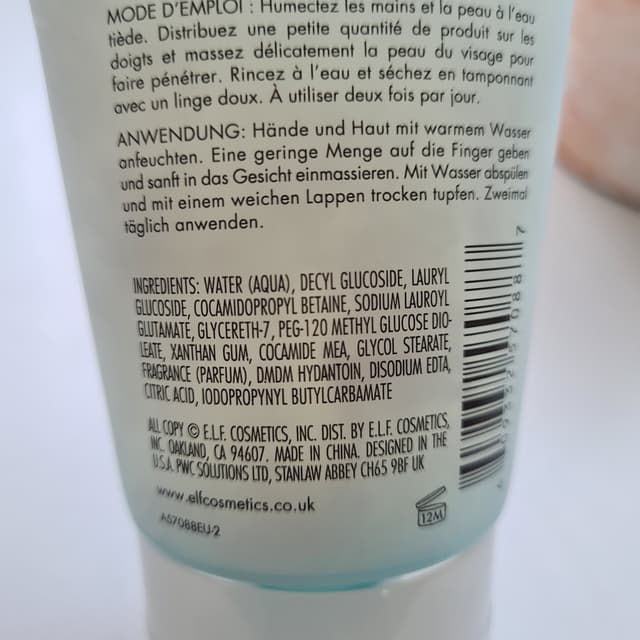 MODE D'EMPLOI : Humectez les mains et la peau à l'eau
tiède. Distribuez une petite quantité de produit sur les
doigts et massez délicatement la peau du visage pour
faire pénétrer. Rincez à l'eau et séchez en tamponnant
avec un linge doux. À utiliser deux fois par jour.
ANWENDUNG: Hände und Haut mit warmem Wasser
anfeuchten. Eine geringe Menge auf die Finger geben
und sanft in das Gesicht einmassieren. Mit Wasser abspülen
und mit einem weichen Lappen trocken tupfen. Zweimal
täglich anwenden.
INGREDIENTS: WATER (AQUA), DECYL GLUCOSIDE, LAURYL
GLUCOSIDE, COCAMIDOPROPYL BETAINE, SODIUM LAUROYL
GLUTAMATE, GLYCERETH-7, PEG-120 METHYL GLUCOSE DIO-
LEATE, XANTHAN GUM, COCAMIDE MEA, GLYCOL STEARATE,
FRAGRANCE (PARFUM), DMDM HYDANTOIN, DISODIUM EDTA,
CITRIC ACID, IODOPROPYNYL BUTYLCARBAMATE
ALL COPY © E.L.F. COSMETICS, INC. DIST. BY E.L.F. COSMETICS,
INC. OAKLAND, CA 94607. MADE IN CHINA. DESIGNED IN THE
U.S.A. PWC SOLUTIONS LTD, STANLAW ABBEY CH65 9BF UK
www.elfcosmetics.co.uk
A57088EU-2
12M